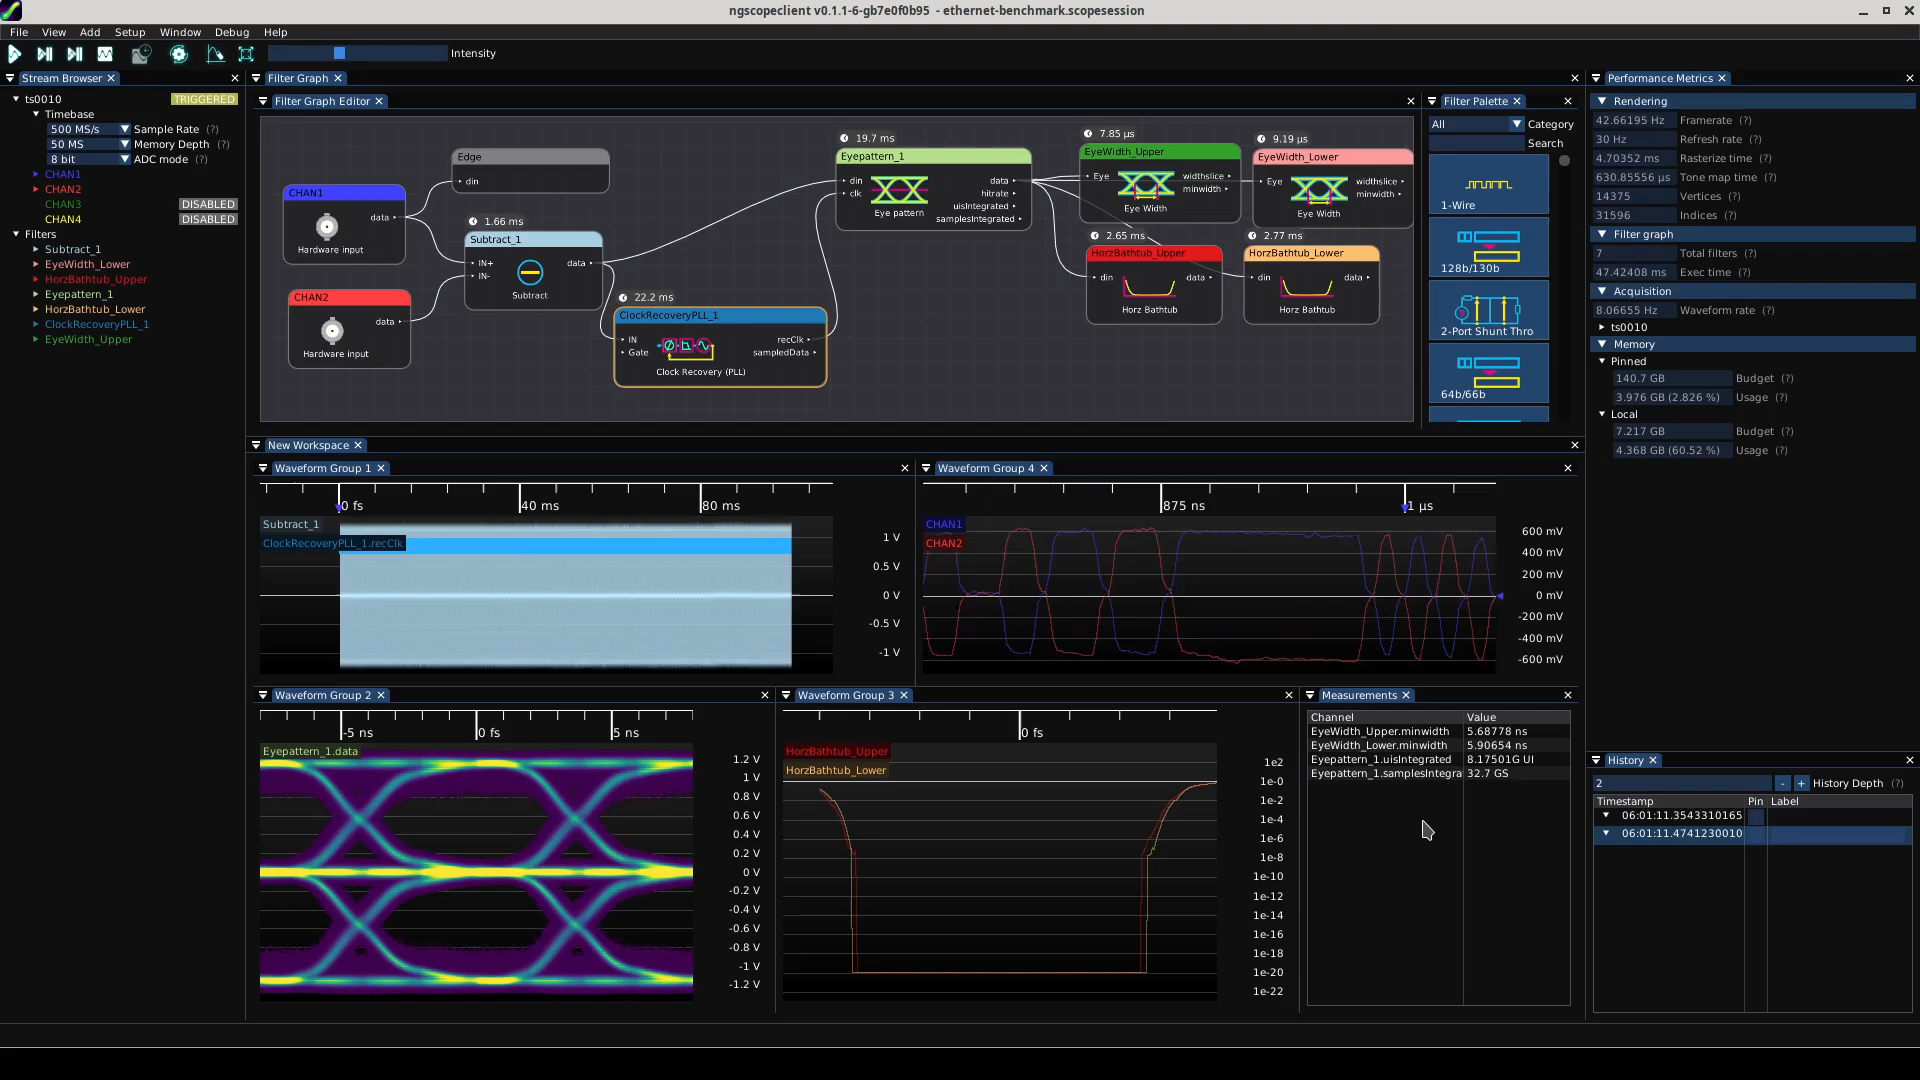 ngscopeclient v0.1.1-6-gb7e0f0b95 - ethernet-benchmark.scopesession
File View Add Setup Window Debug Help
Intensity
Stream Browser
ts0010 TRIGGERED
Timebase
500 MS/s Sample Rate (?)
50 MS Memory Depth (?)
8 bit ADC mode (?)
CHAN1
CHAN2
CHAN3 DISABLED
CHAN4 DISABLED
Filters
Subtract_1
EyeWidth_Lower
HorzBathtub_Upper
Eyepattern_1
HorzBathtub_Lower
ClockRecoveryPLL_1
EyeWidth_Upper
Filter Graph
Filter Graph Editor
CHAN1
data
Hardware input
CHAN2
data
Hardware input
Edge
din
1.66 ms
Subtract_1
IN+ data
IN-
Subtract
22.2 ms
ClockRecoveryPLL_1
IN recClk
Gate sampledData
Clock Recovery (PLL)
19.7 ms
Eyepattern_1
din data
clk hitrate
uisIntegrated
samplesIntegrated
Eye pattern
7.85 µs
EyeWidth_Upper
Eye widthslice
minwidth
Eye Width
9.19 µs
EyeWidth_Lower
Eye widthslice
minwidth
Eye Width
2.65 ms
HorzBathtub_Upper
din data
Horz Bathtub
2.77 ms
HorzBathtub_Lower
din data
Horz Bathtub
Filter Palette
All Category
Search
1-Wire
128b/130b
2-Port Shunt Thro
64b/66b
New Workspace
Waveform Group 1
0 fs 40 ms 80 ms
Subtract_1
ClockRecoveryPLL_1.recClk
1 V
0.5 V
0 V
-0.5 V
-1 V
Waveform Group 4
875 ns 1 µs
CHAN1
CHAN2
600 mV
400 mV
200 mV
0 mV
-200 mV
-400 mV
-600 mV
Waveform Group 2
-5 ns 0 fs 5 ns
Eyepattern_1.data
1.2 V
1 V
0.8 V
0.6 V
0.4 V
0.2 V
0 V
-0.2 V
-0.4 V
-0.6 V
-0.8 V
-1 V
-1.2 V
Waveform Group 3
0 fs
HorzBathtub_Upper
HorzBathtub_Lower
1e2
1e-0
1e-2
1e-4
1e-6
1e-8
1e-10
1e-12
1e-14
1e-16
1e-18
1e-20
1e-22
Measurements
Channel Value
EyeWidth_Upper.minwidth 5.68778 ns
EyeWidth_Lower.minwidth 5.90654 ns
Eyepattern_1.uisIntegrated 8.17501G UI
Eyepattern_1.samplesIntegra 32.7 GS
Performance Metrics
Rendering
42.66195 Hz Framerate (?)
30 Hz Refresh rate (?)
4.70352 ms Rasterize time (?)
630.85556 µs Tone map time (?)
14375 Vertices (?)
31596 Indices (?)
Filter graph
7 Total filters (?)
47.42408 ms Exec time (?)
Acquisition
8.06655 Hz Waveform rate (?)
ts0010
Memory
Pinned
140.7 GB Budget (?)
3.976 GB (2.826 %) Usage (?)
Local
7.217 GB Budget (?)
4.368 GB (60.52 %) Usage (?)
History
2 - + History Depth (?)
Timestamp Pin Label
06:01:11.3543310165
06:01:11.4741230010